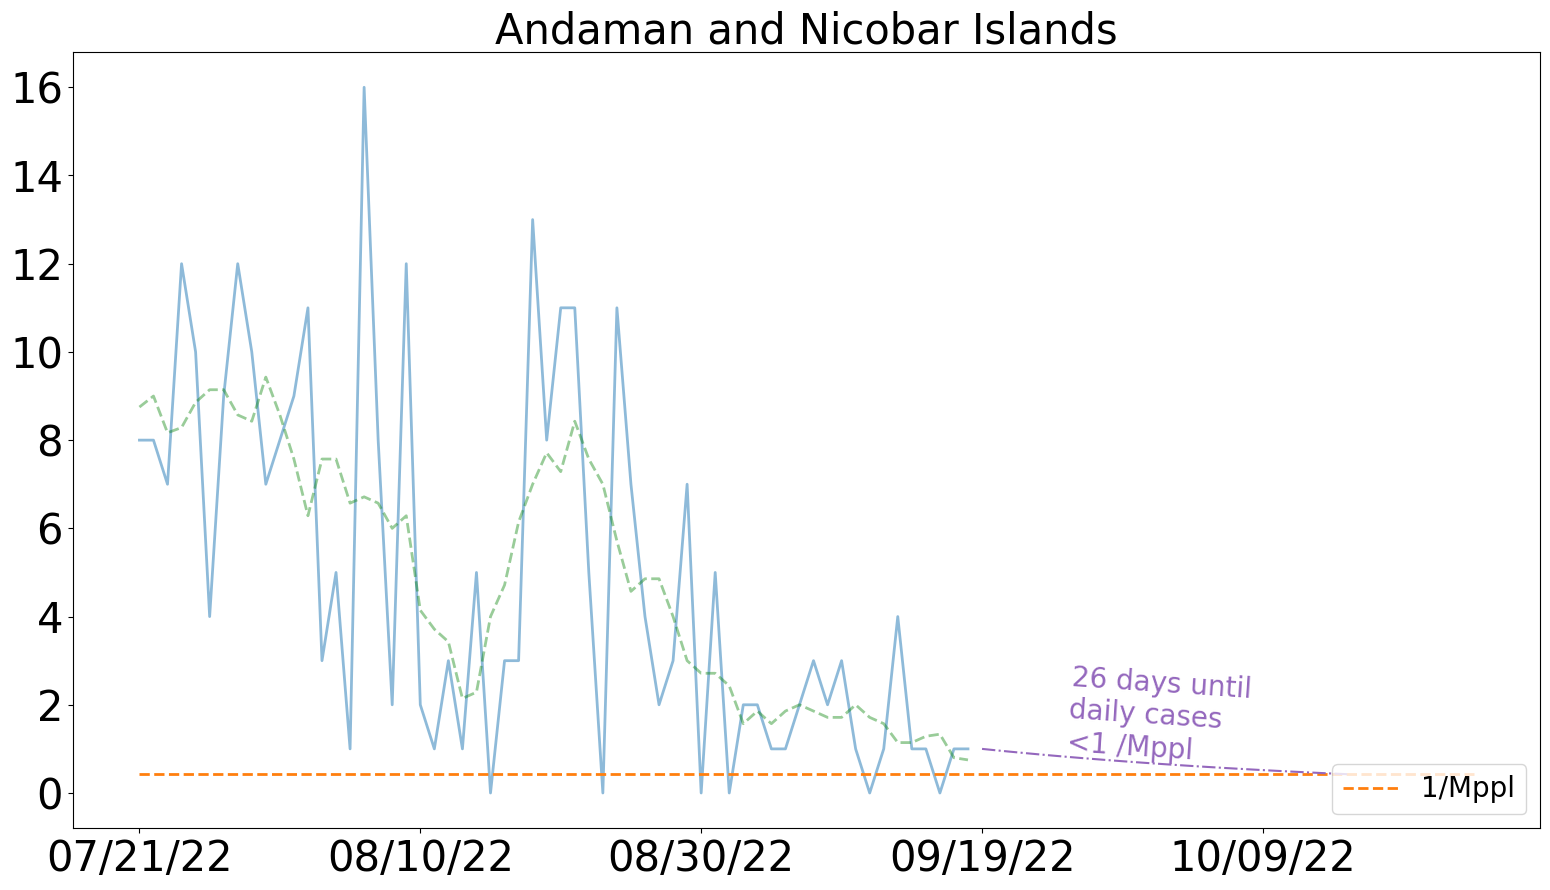 Andaman and Nicobar Islands
16
14
12
10
8
6
4
2
0
26 days until
daily cases
<1 /Mppl
1/Mppl
07/21/22
08/10/22
08/30/22
09/19/22
10/09/22